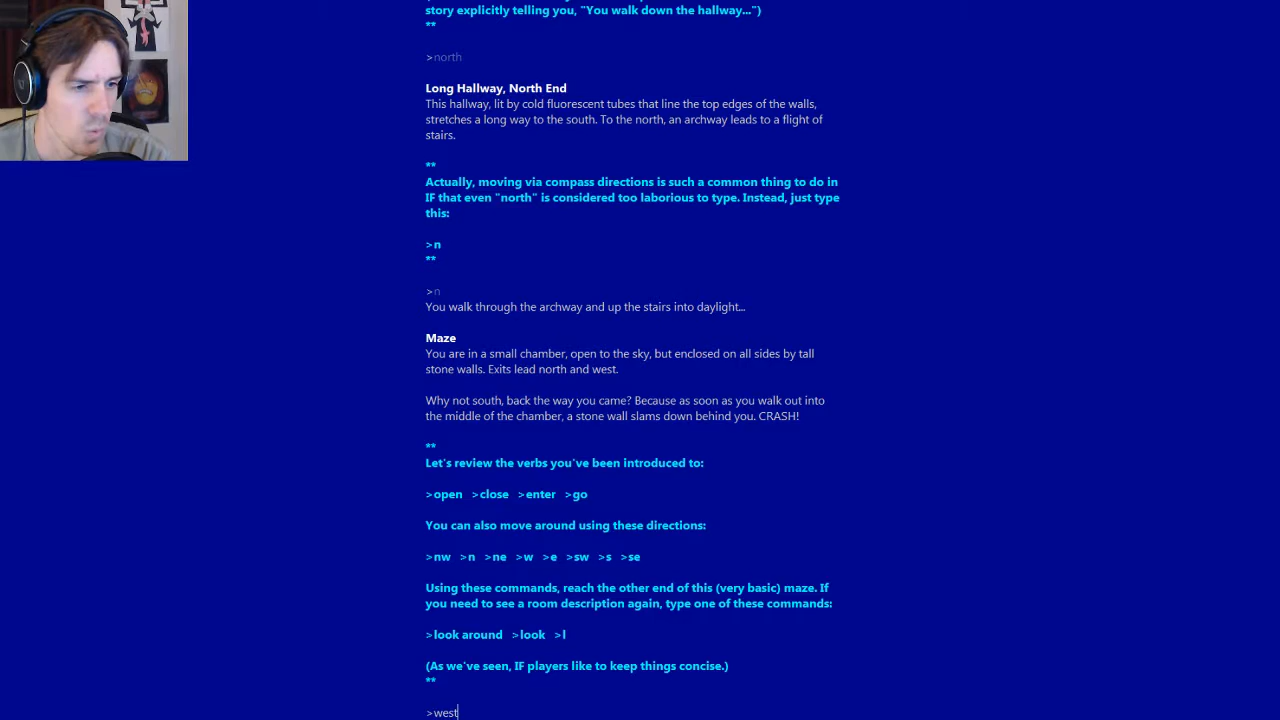 story explicitly telling you, "You walk down the hallway...")
**
>north
Long Hallway, North End
This hallway, lit by cold fluorescent tubes that line the top edges of the walls,
stretches a long way to the south. To the north, an archway leads to a flight of
stairs.
**
Actually, moving via compass directions is such a common thing to do in
IF that even "north" is considered too laborious to type. Instead, just type
this:
>n
**
>n
You walk through the archway and up the stairs into daylight...
Maze
You are in a small chamber, open to the sky, but enclosed on all sides by tall
stone walls. Exits lead north and west.
Why not south, back the way you came? Because as soon as you walk out into
the middle of the chamber, a stone wall slams down behind you. CRASH!
**
Let's review the verbs you've been introduced to:
>open >close >enter >go
You can also move around using these directions:
>nw >n >ne >w >e >sw >s >se
Using these commands, reach the other end of this (very basic) maze. If
you need to see a room description again, type one of these commands:
>look around >look >l
(As we've seen, IF players like to keep things concise.)
**
>west